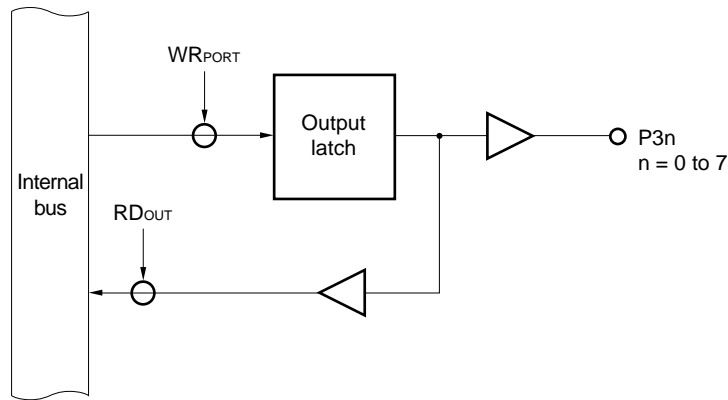 WRPORT
Output
latch
P3n
n = 0 to 7
Internal
bus
RDOUT